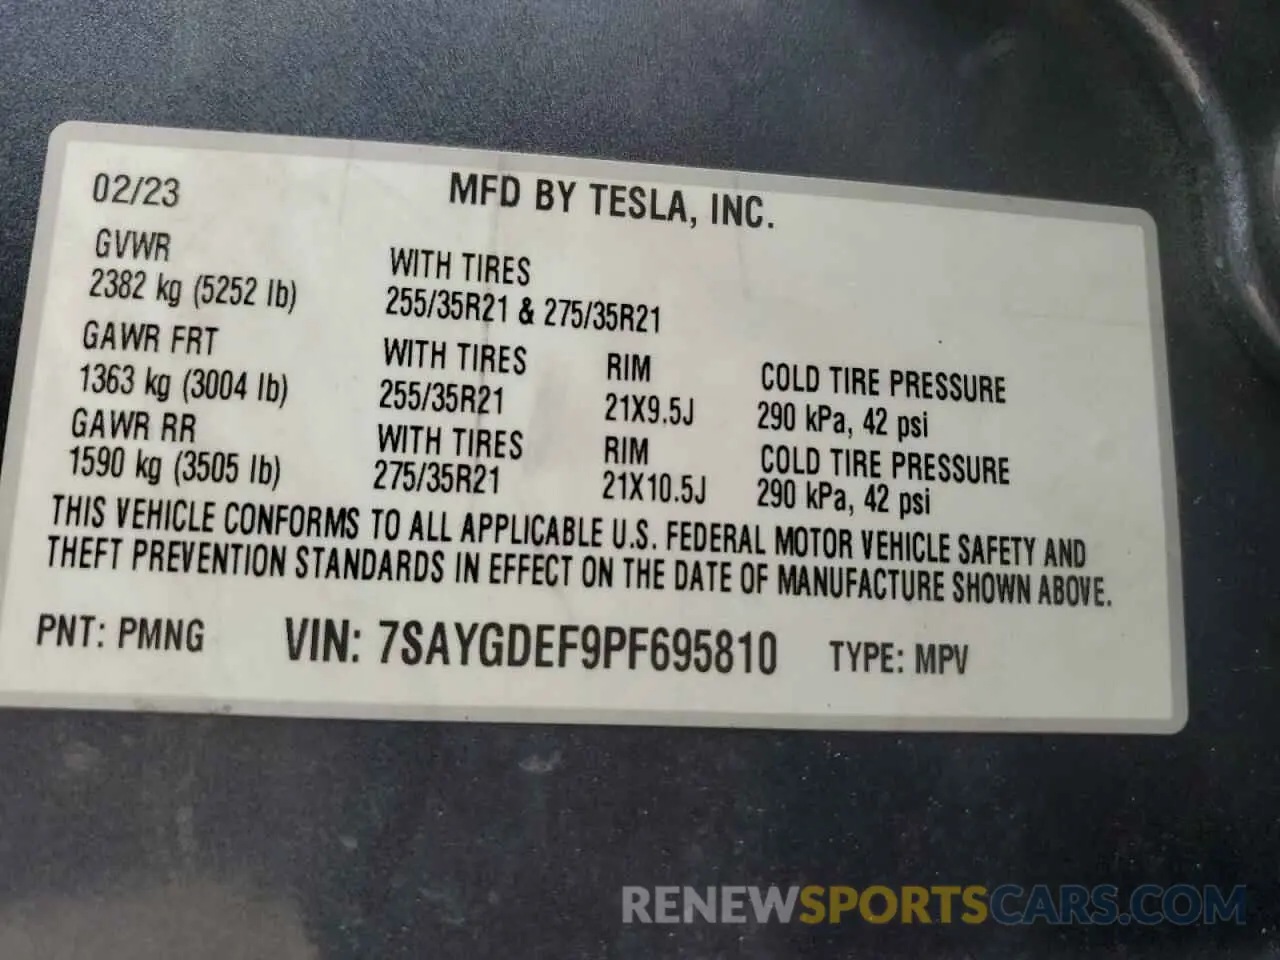 02/23 MFD BY TESLA, INC.
GVWR WITH TIRES
2382 kg (5252 lb) 255/35R21 & 275/35R21
GAWR FRT WITH TIRES RIM COLD TIRE PRESSURE
1363 kg (3004 lb) 255/35R21 21X9.5J 290 kPa, 42 psi
GAWR RR WITH TIRES RIM COLD TIRE PRESSURE
1590 kg (3505 lb) 275/35R21 21X10.5J 290 kPa, 42 psi
THIS VEHICLE CONFORMS TO ALL APPLICABLE U.S. FEDERAL MOTOR VEHICLE SAFETY AND
THEFT PREVENTION STANDARDS IN EFFECT ON THE DATE OF MANUFACTURE SHOWN ABOVE.
PNT: PMNG VIN: 7SAYGDEF9PF695810 TYPE: MPV
RENEWSPORTSCARS.COM